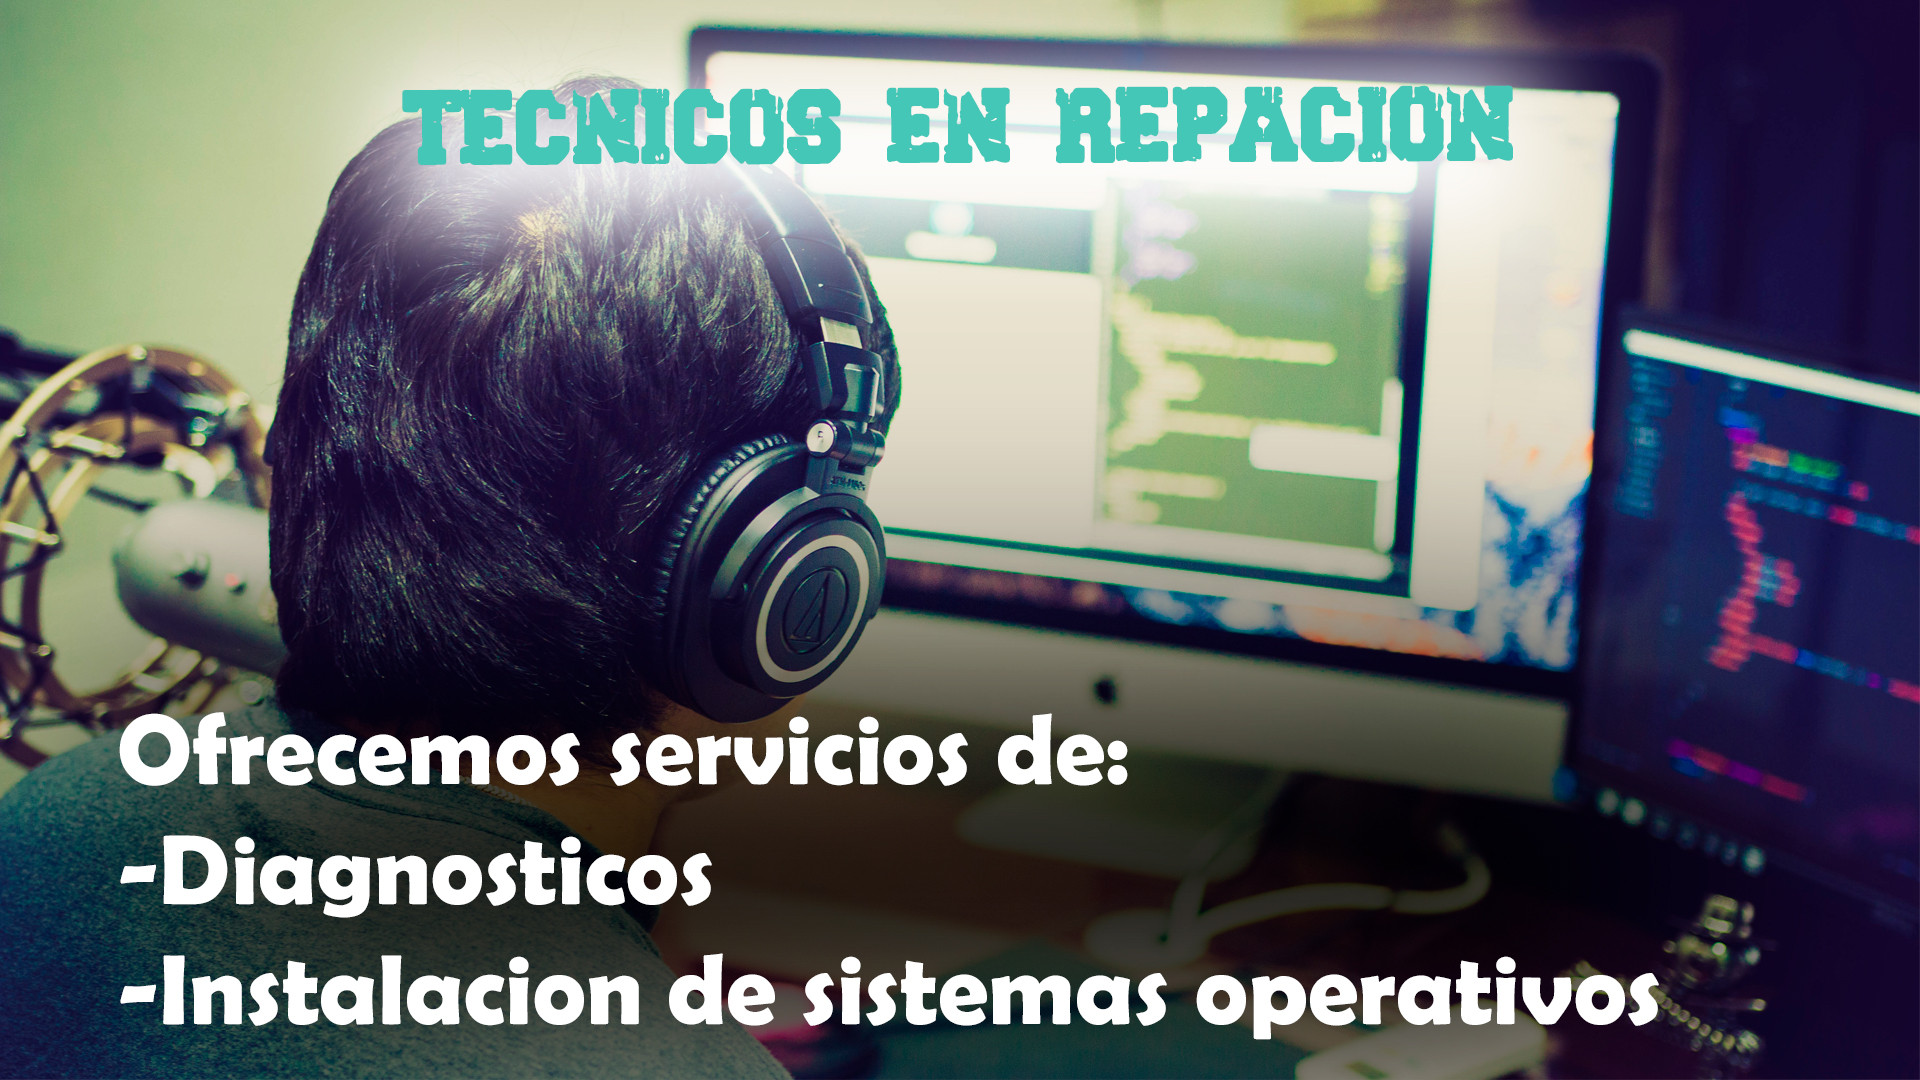 TECNICOS EN REPACION
Ofrecemos servicios de:
-Diagnosticos
-Instalacion de sistemas operativos